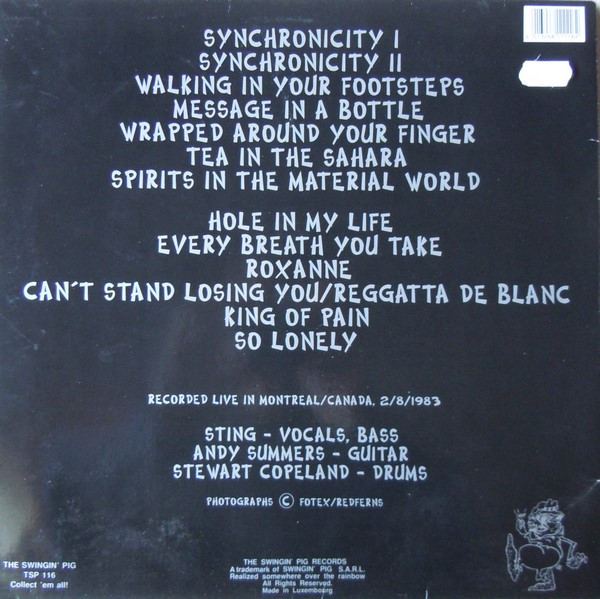 SYNCHRONICITY I
SYNCHRONICITY II
WALKING IN YOUR FOOTSTEPS
MESSAGE IN A BOTTLE
WRAPPED AROUND YOUR FINGER
TEA IN THE SAHARA
SPIRITS IN THE MATERIAL WORLD
HOLE IN MY LIFE
EVERY BREATH YOU TAKE
ROXANNE
CAN´T STAND LOSING YOU/REGGATTA DE BLANC
KING OF PAIN
SO LONELY
RECORDED LIVE IN MONTREAL/CANADA, 2/8/1983
STING - VOCALS, BASS
ANDY SUMMERS - GUITAR
STEWART COPELAND - DRUMS
PHOTOGRAPHS © FOTEX/REDFERNS
THE SWINGIN' PIG
TSP 116
Collect 'em all!
THE SWINGIN' PIG RECORDS
A trademark of SWINGIN' PIG S.A.R.L.
Realized somewhere over the rainbow
All Rights Reserved.
Made in Luxembourg